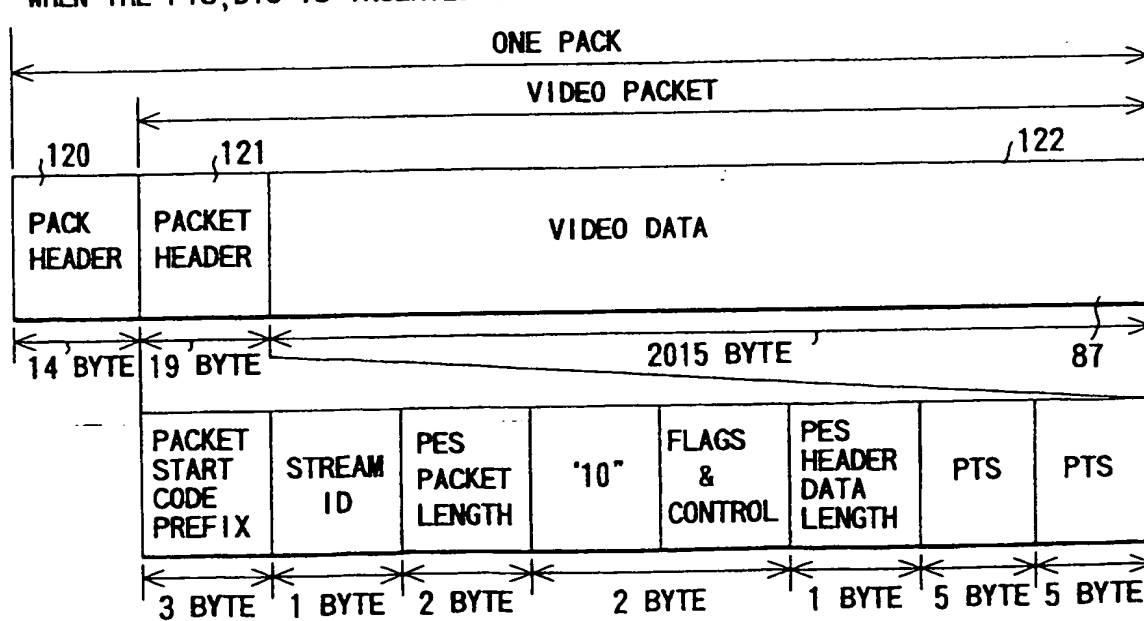 ONE PACK
VIDEO PACKET
120
121
122
PACK
HEADER
PACKET
HEADER
VIDEO DATA
14 BYTE
19 BYTE
2015 BYTE
87
PACKET
START
CODE
PREFIX
STREAM
ID
PES
PACKET
LENGTH
"10"
FLAGS
&
CONTROL
PES
HEADER
DATA
LENGTH
PTS
PTS
3 BYTE
1 BYTE
2 BYTE
2 BYTE
1 BYTE
5 BYTE
5 BYTE